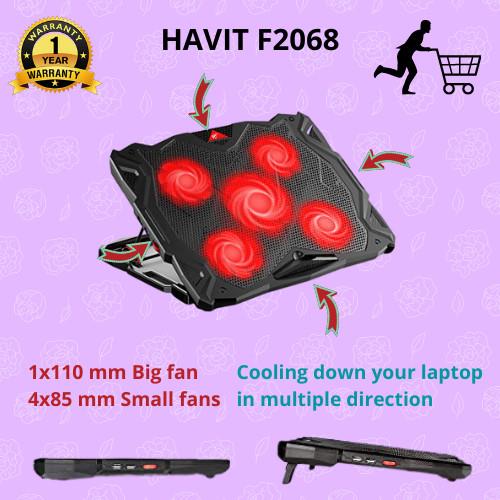 WARRANTY
1
YEAR
WARRANTY
HAVIT F2068
1x110 mm Big fan
4x85 mm Small fans
Cooling down your laptop
in multiple direction